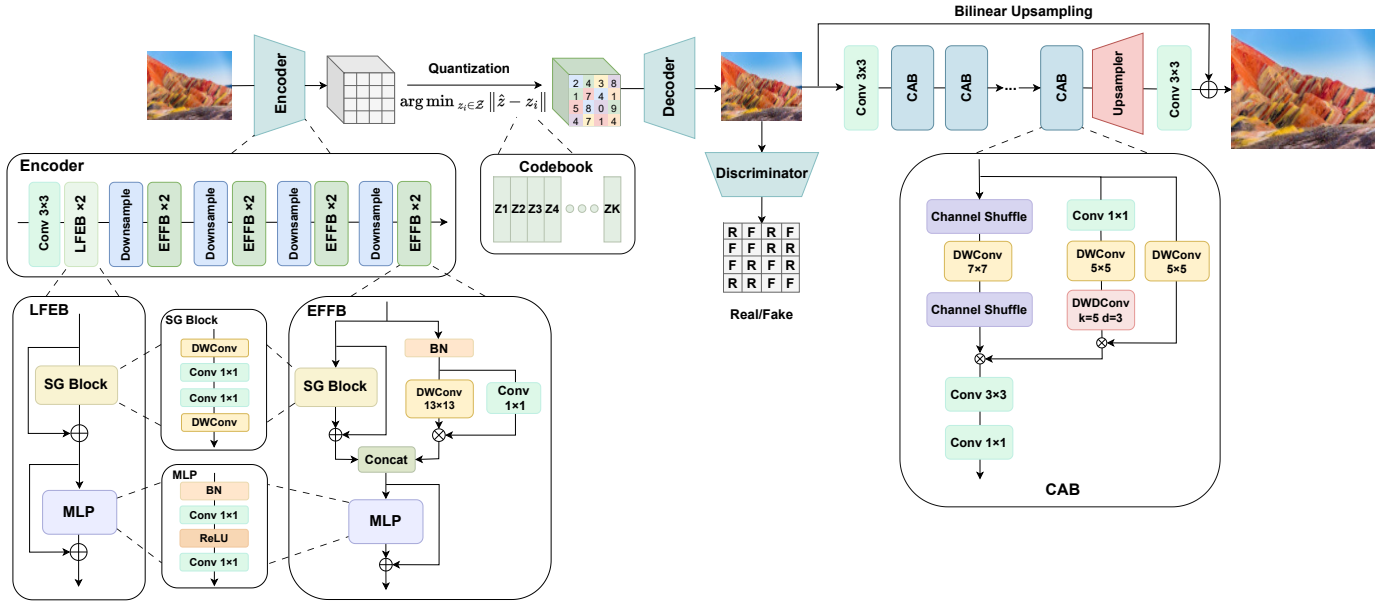 Bilinear Upsampling
Encoder
Quantization
arg min z_i∈Z ‖ẑ − z_i‖
2 4 3 8
1 7 4 1
5 8 0 9
4 7 1 4
Decoder
Conv 3x3
CAB
CAB
...
CAB
Upsampler
Conv 3×3
Codebook
Z1 Z2 Z3 Z4 ZK
Discriminator
R F R F
F F R R
F R F R
R R F F
Real/Fake
Encoder
Conv 3×3
LFEB ×2
Downsample
EFFB ×2
Downsample
EFFB ×2
Downsample
EFFB ×2
Downsample
EFFB ×2
LFEB
SG Block
MLP
SG Block
DWConv
Conv 1×1
Conv 1×1
DWConv
MLP
BN
Conv 1×1
ReLU
Conv 1×1
EFFB
SG Block
BN
DWConv
13×13
Conv
1×1
Concat
MLP
Channel Shuffle
DWConv
7×7
Channel Shuffle
Conv 1×1
DWConv
5×5
DWDConv
k=5 d=3
DWConv
5×5
Conv 3×3
Conv 1×1
CAB